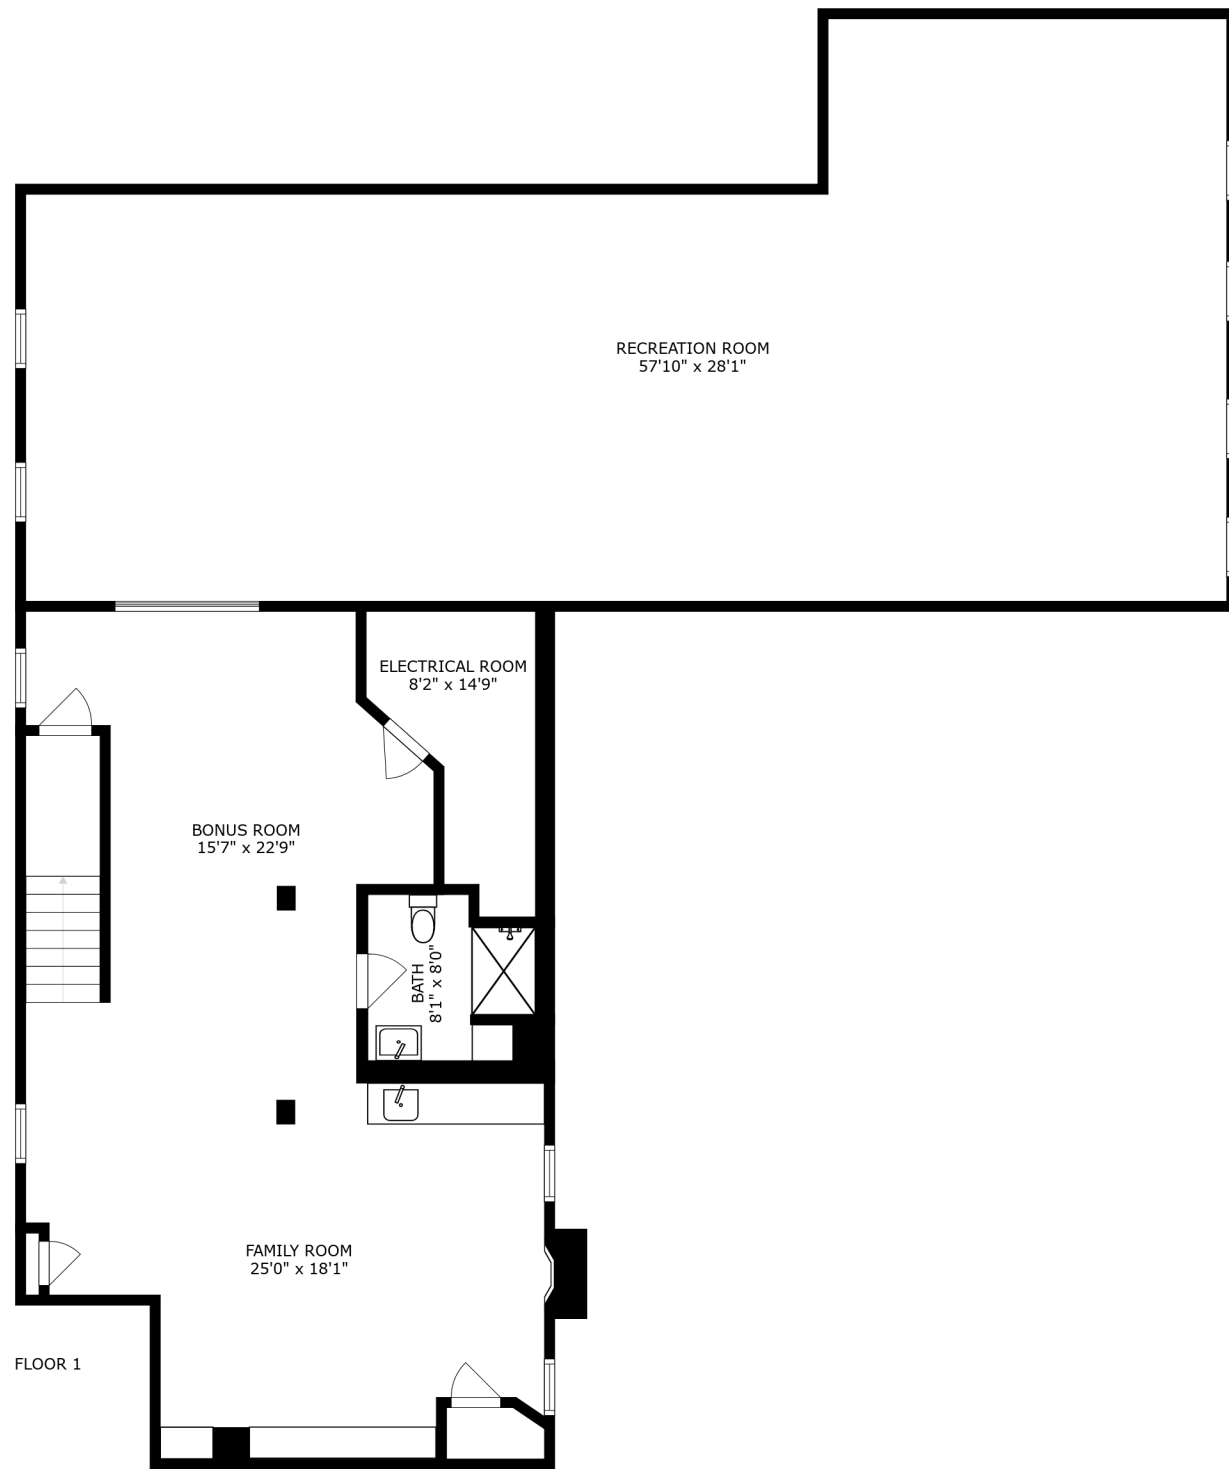 RECREATION ROOM
57'10" x 28'1"
ELECTRICAL ROOM
8'2" x 14'9"
BONUS ROOM
15'7" x 22'9"
BATH
8'1" x 8'0"
FAMILY ROOM
25'0" x 18'1"
FLOOR 1